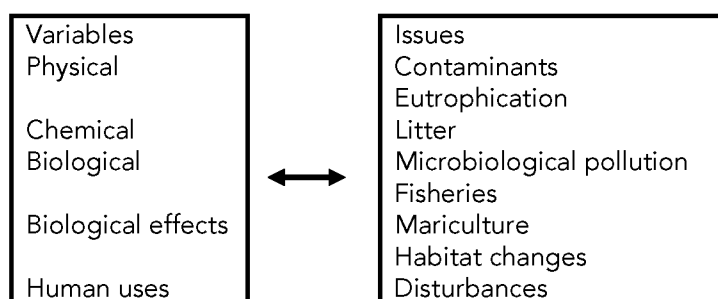 Variables
Physical
Chemical
Biological
Biological effects
Human uses
Issues
Contaminants
Eutrophication
Litter
Microbiological pollution
Fisheries
Mariculture
Habitat changes
Disturbances